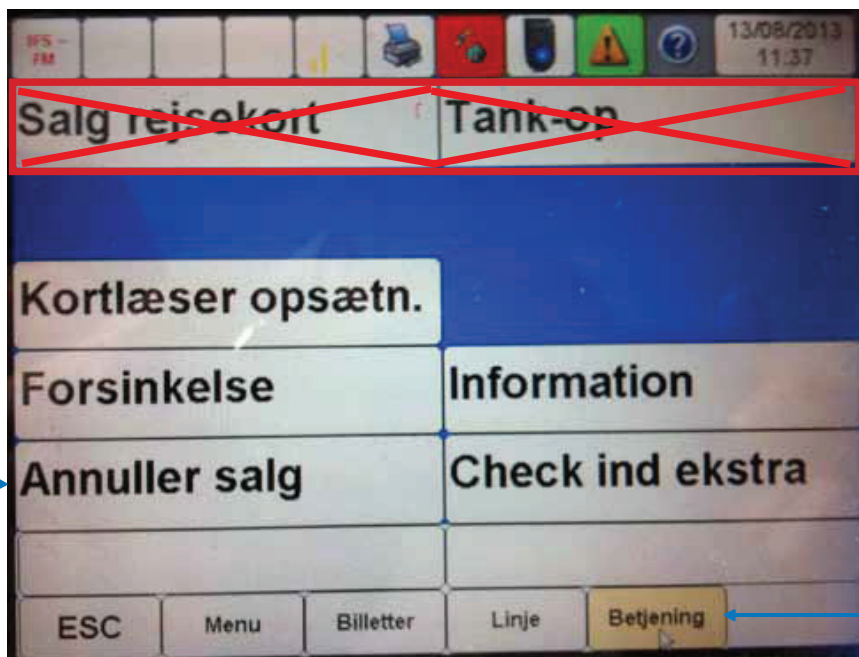 IFS -
FM
13/08/2013
11:37
Salg rejsekort
Tank-op
Kortlæser opsætn.
Forsinkelse
Information
Annuller salg
Check ind ekstra
ESC
Menu
Billetter
Linje
Betjening